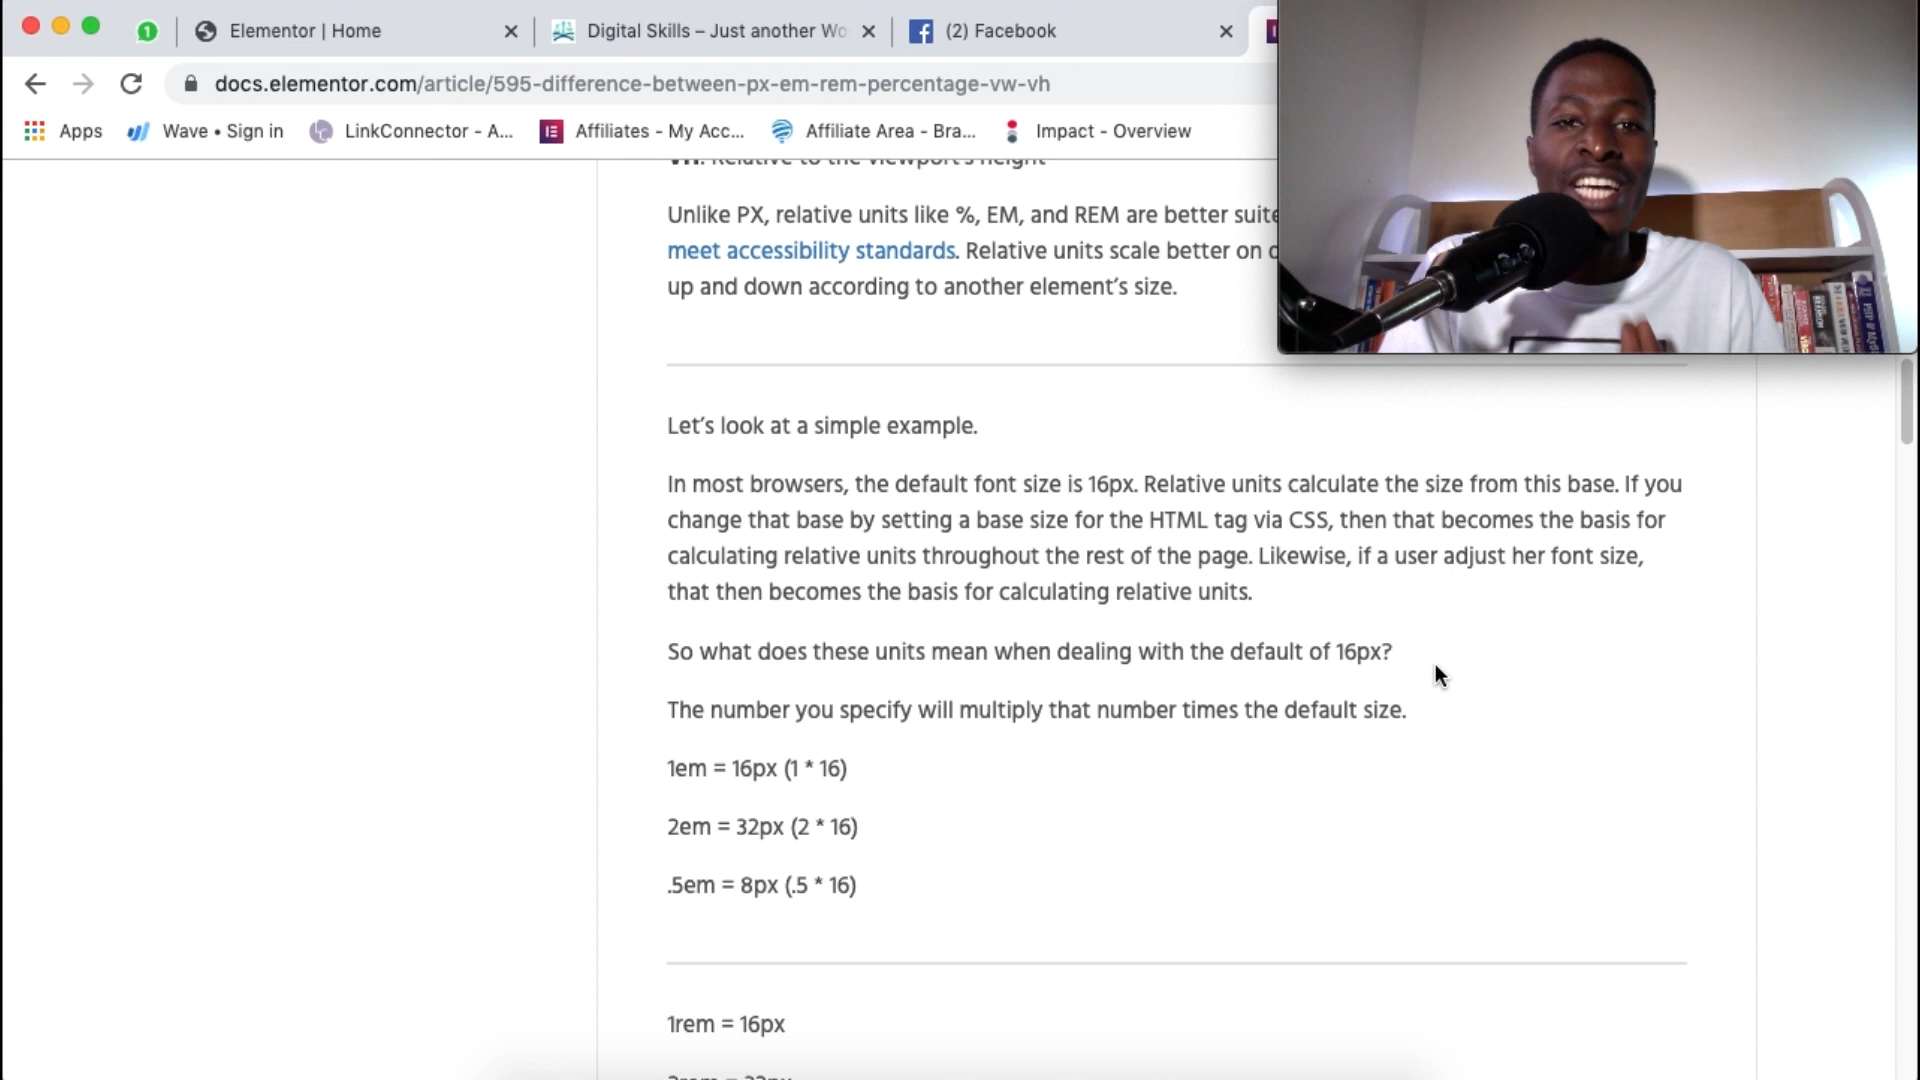 1
Elementor | Home
Digital Skills – Just another Wo
(2) Facebook
docs.elementor.com/article/595-difference-between-px-em-rem-percentage-vw-vh
Apps
Wave • Sign in
LinkConnector - A...
Affiliates - My Acc...
Affiliate Area - Bra...
Impact - Overview
VH: Relative to the viewport's height
Unlike PX, relative units like %, EM, and REM are better suite
meet accessibility standards. Relative units scale better on
up and down according to another element's size.
Let's look at a simple example.
In most browsers, the default font size is 16px. Relative units calculate the size from this base. If you
change that base by setting a base size for the HTML tag via CSS, then that becomes the basis for
calculating relative units throughout the rest of the page. Likewise, if a user adjust her font size,
that then becomes the basis for calculating relative units.
So what does these units mean when dealing with the default of 16px?
The number you specify will multiply that number times the default size.
1em = 16px (1 * 16)
2em = 32px (2 * 16)
.5em = 8px (.5 * 16)
1rem = 16px